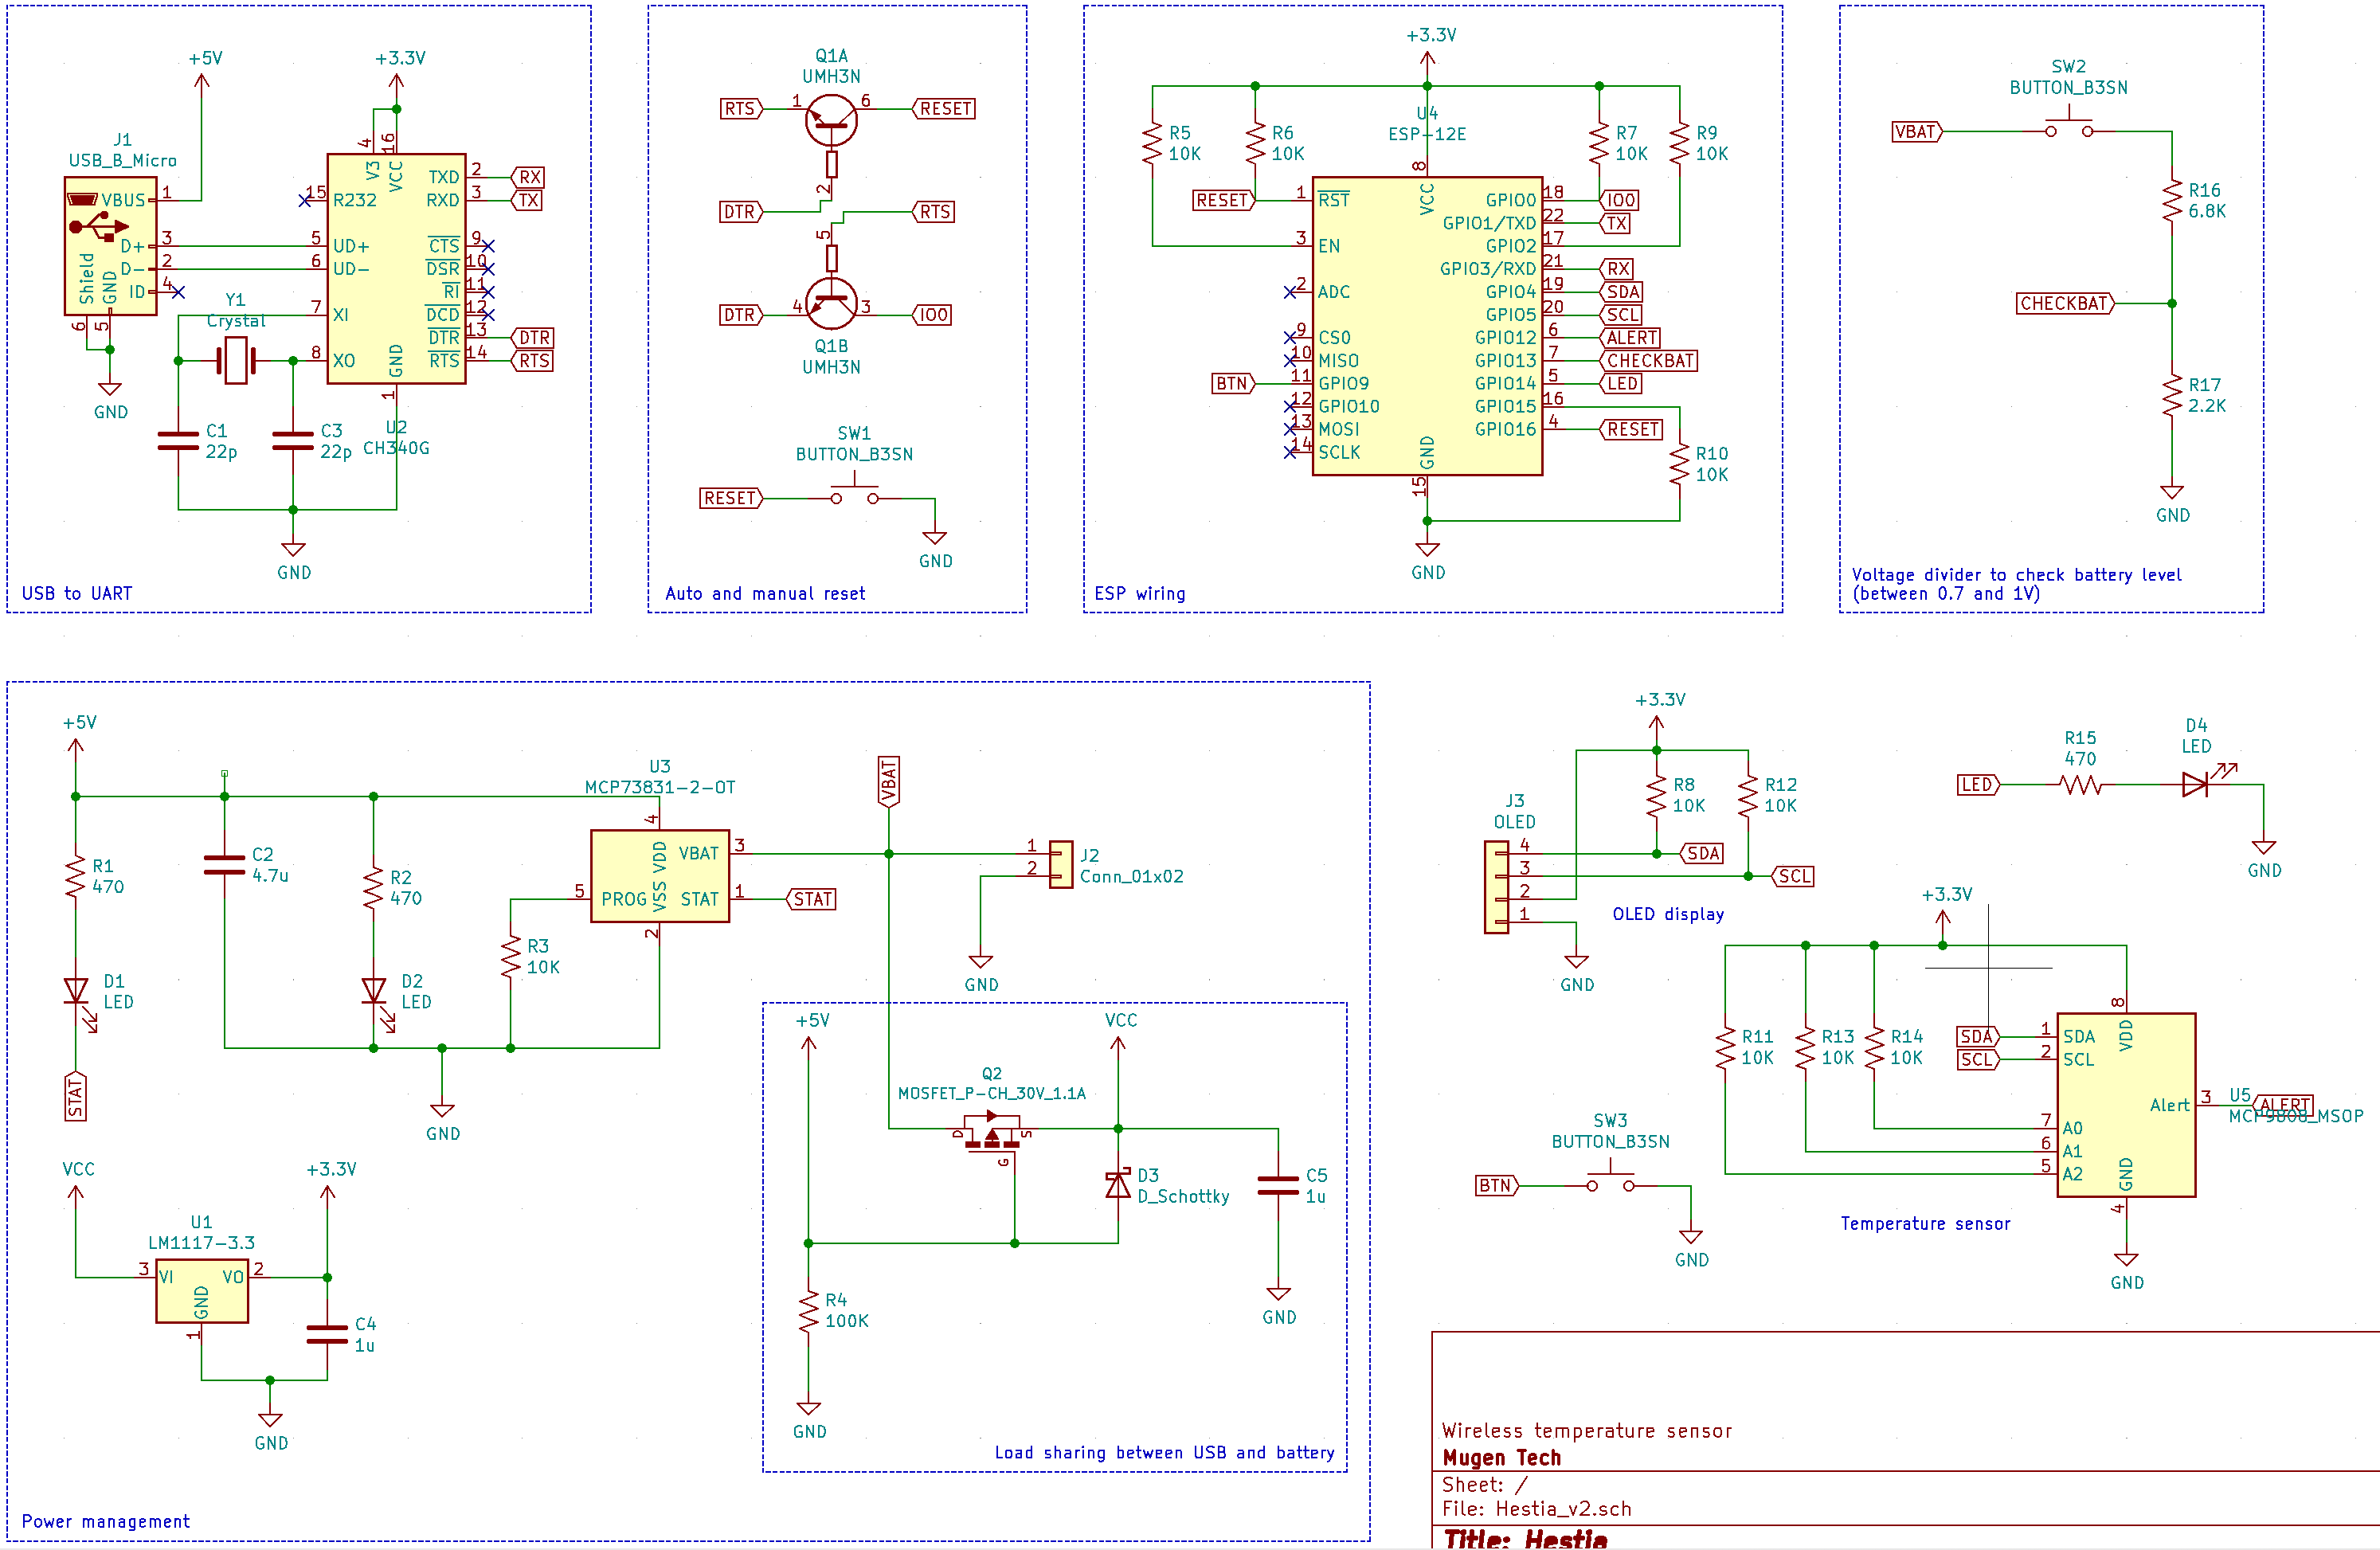 +5V
+3.3V
J1
USB_B_Micro
VBUS
1
D+
3
D-
2
ID
4
Shield
GND
6
5
GND
4
16
V3
VCC
15
R232
5
UD+
6
UD-
7
XI
8
XO
TXD
2
RX
RXD
3
TX
CTS
9
DSR
10
RI
11
DCD
12
DTR
13
DTR
RTS
14
RTS
GND
1
Y1
Crystal
C1
22p
C3
22p
U2
CH340G
GND
USB to UART
Q1A
UMH3N
RTS
1
6
RESET
2
DTR
RTS
5
DTR
4
3
IO0
Q1B
UMH3N
SW1
BUTTON_B3SN
RESET
GND
Auto and manual reset
+3.3V
U4
ESP-12E
R5
10K
R6
10K
R7
10K
R9
10K
8
VCC
RESET
1
RST
3
EN
2
ADC
9
CS0
10
MISO
BTN
11
GPIO9
12
GPIO10
13
MOSI
14
SCLK
GPIO0
18
IO0
GPIO1/TXD
22
TX
GPIO2
17
GPIO3/RXD
21
RX
GPIO4
19
SDA
GPIO5
20
SCL
GPIO12
6
ALERT
GPIO13
7
CHECKBAT
GPIO14
5
LED
GPIO15
16
GPIO16
4
RESET
GND
15
R10
10K
GND
ESP wiring
SW2
BUTTON_B3SN
VBAT
R16
6.8K
CHECKBAT
R17
2.2K
GND
Voltage divider to check battery level
(between 0.7 and 1V)
+5V
R1
470
C2
4.7u
R2
470
D1
LED
D2
LED
STAT
U3
MCP73831-2-OT
4
VDD
VBAT
3
5
PROG
VSS
STAT
1
STAT
2
R3
10K
GND
VBAT
1
2
J2
Conn_01x02
GND
VCC
+3.3V
U1
LM1117-3.3
3
VI
VO
2
GND
1
C4
1u
GND
+5V
VCC
Q2
MOSFET_P-CH_30V_1.1A
D
S
G
D3
D_Schottky
C5
1u
R4
100K
GND
GND
Load sharing between USB and battery
Power management
+3.3V
R8
10K
R12
10K
J3
OLED
4
SDA
3
SCL
2
1
GND
OLED display
LED
R15
470
D4
LED
GND
+3.3V
R11
10K
R13
10K
R14
10K
8
VDD
SDA
1
SDA
SCL
2
SCL
Alert
3
ALERT
U5
MCP9808_MSOP
7
A0
6
A1
5
A2
GND
4
GND
Temperature sensor
SW3
BUTTON_B3SN
BTN
GND
Wireless temperature sensor
Mugen Tech
Sheet: /
File: Hestia_v2.sch
Title: Hestia